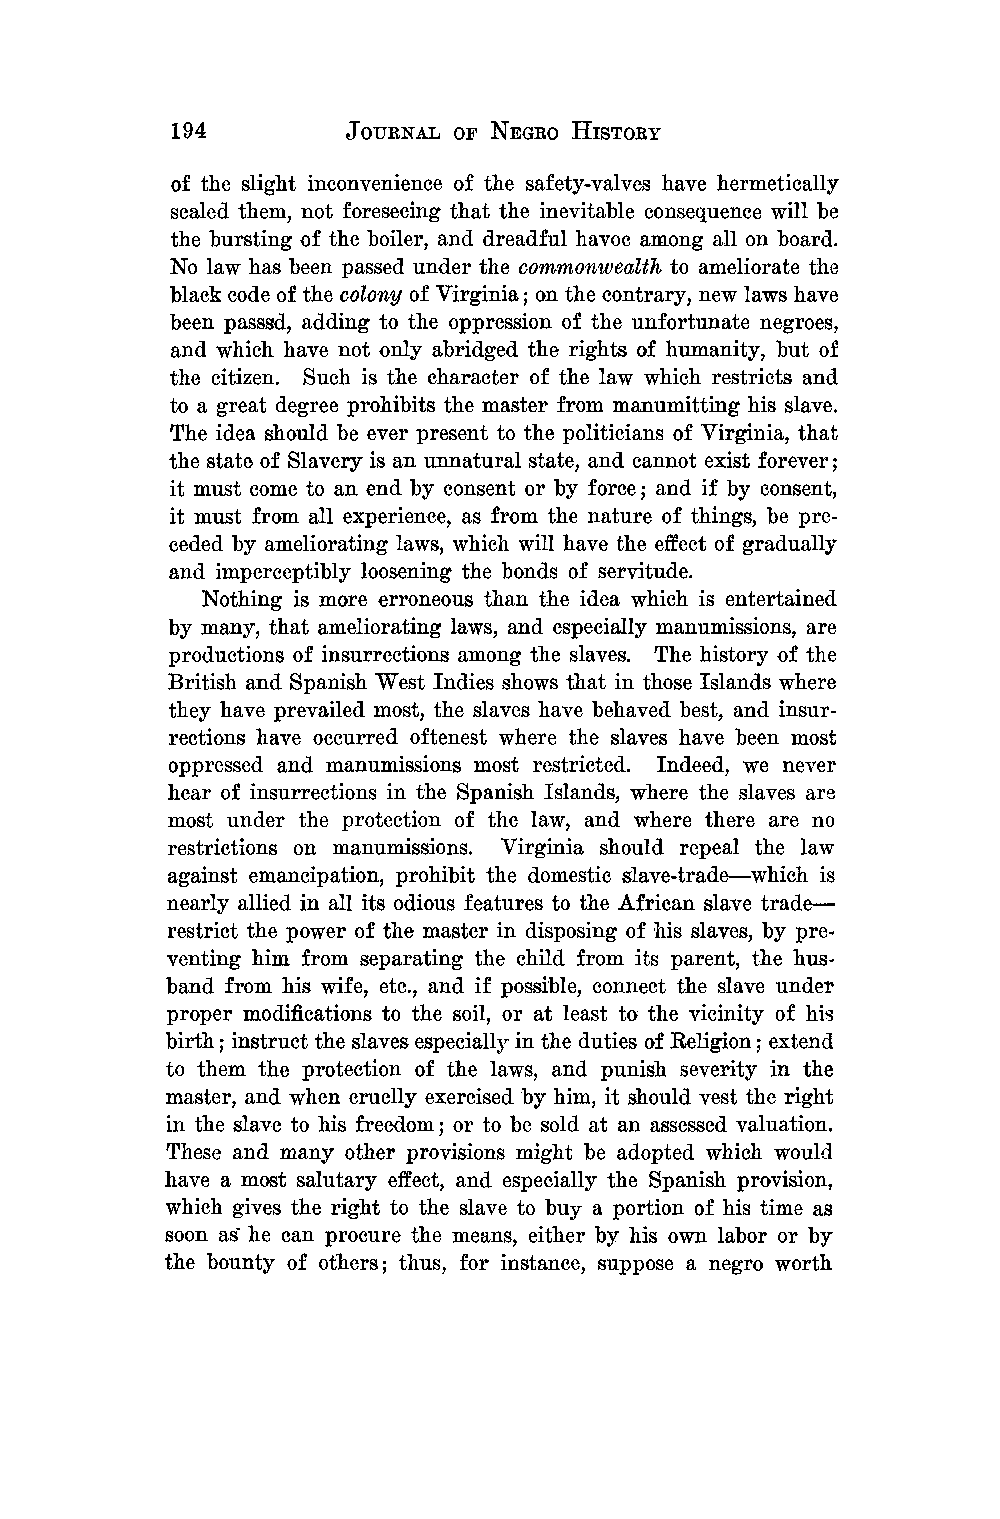 194 JOURNAL OF NEGRO HISTORY
of the slight inconvenience of the safety-valves have hermetically
sealed them, not foreseeing that the inevitable consequence will be
the bursting of the boiler, and dreadful havoc among all on board.
No law has been passed under the commonwealth to ameliorate the
black code of the colony of Virginia; on the contrary, new laws have
been passsd, adding to the oppression of the unfortunate negroes,
and which have not only abridged the rights of humanity, but of
the citizen. Such is the character of the law which restricts and
to a great degree prohibits the master from manumitting his slave.
The idea should be ever present to the politicians of Virginia, that
the state of Slavery is an unnatural state, and cannot exist forever;
it must come to an end by consent or by force; and if by consent,
it must from all experience, as from the nature of things, be pre-
ceded by ameliorating laws, which will have the effect of gradually
and imperceptibly loosening the bonds of servitude.
Nothing is more erroneous than the idea which is entertained
by many, that ameliorating laws, and especially manumissions, are
productions of insurrections among the slaves. The history of the
British and Spanish West Indies shows that in those Islands where
they have prevailed most, the slaves have behaved best, and insur-
rections have occurred oftenest where the slaves have been most
oppressed and manumissions most restricted. Indeed, we never
hear of insurrections in the Spanish Islands, where the slaves are
most under the protection of the law, and where there are no
restrictions on manumissions. Virginia should repeal the law
against emancipation, prohibit the domestic slave-trade—which is
nearly allied in all its odious features to the African slave trade—
restrict the power of the master in disposing of his slaves, by pre-
venting him from separating the child from its parent, the hus-
band from his wife, etc., and if possible, connect the slave under
proper modifications to the soil, or at least to the vicinity of his
birth; instruct the slaves especially in the duties of Religion; extend
to them the protection of the laws, and punish severity in the
master, and when cruelly exercised by him, it should vest the right
in the slave to his freedom; or to be sold at an assessed valuation.
These and many other provisions might be adopted which would
have a most salutary effect, and especially the Spanish provision,
which gives the right to the slave to buy a portion of his time as
soon as he can procure the means, either by his own labor or by
the bounty of others; thus, for instance, suppose a negro worth